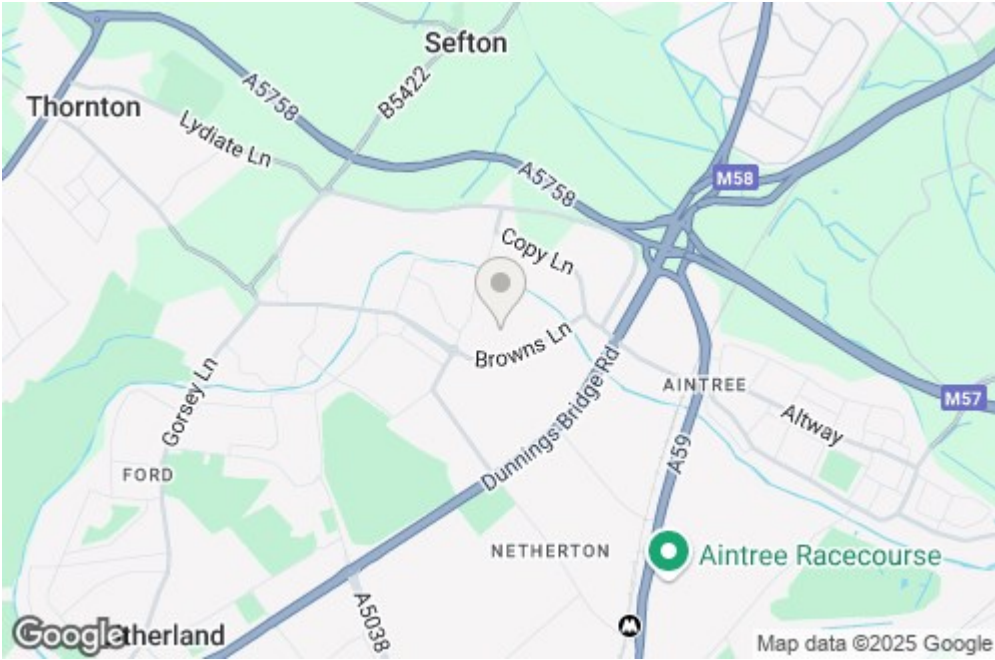 Sefton
Thornton
A5758
B5422
Lydiate Ln
A5758
M58
Copy Ln
Browns Ln
AINTREE
M57
Altway
Gorsey Ln
Dunnings Bridge Rd
A59
FORD
NETHERTON
Aintree Racecourse
A5038
Google
therland
Map data ©2025 Google